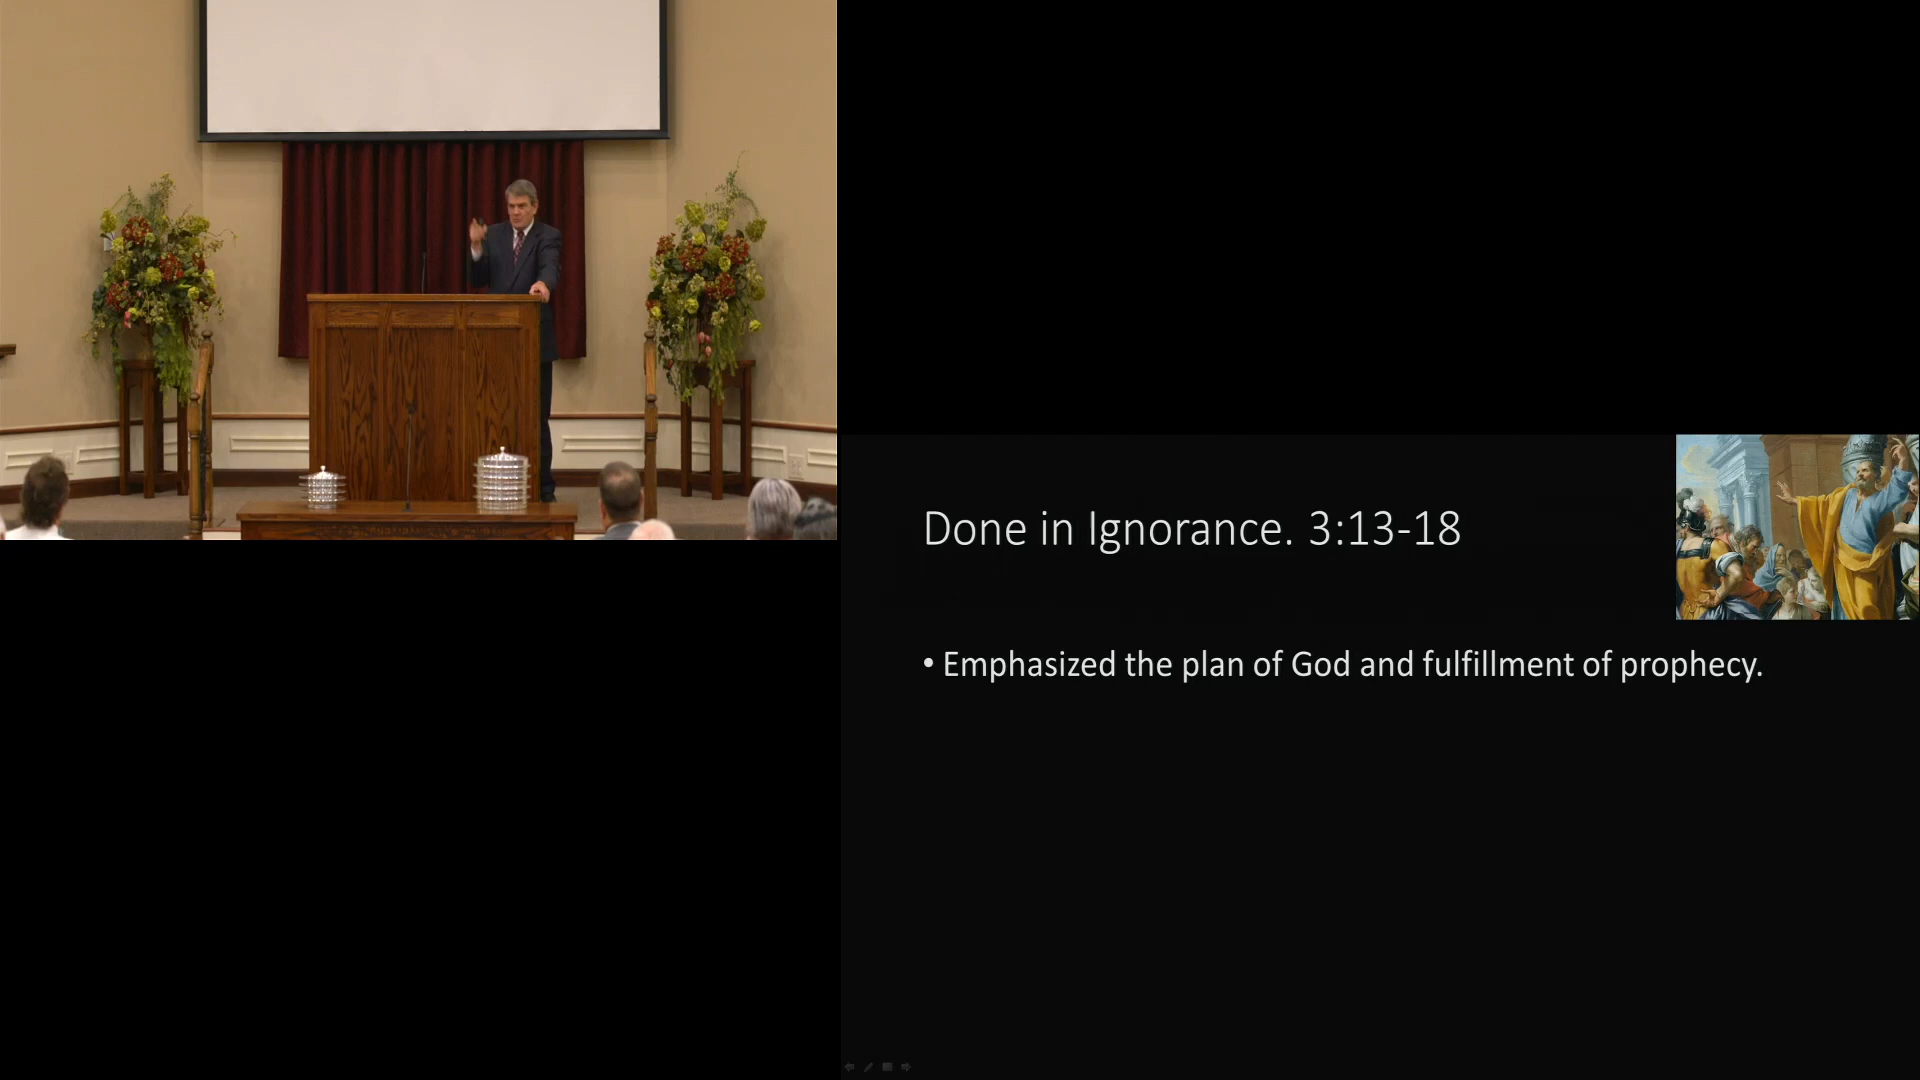 Done in Ignorance. 3:13-18
• Emphasized the plan of God and fulfillment of prophecy.